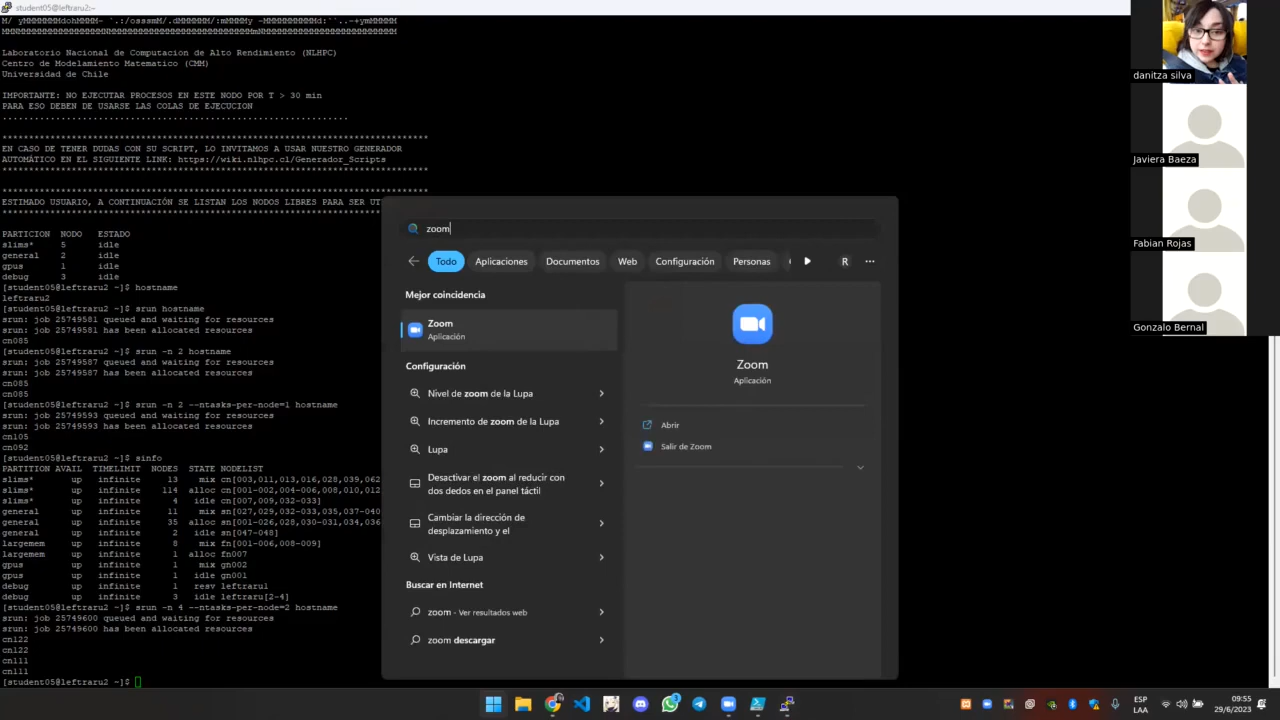 student05@leftraru2:~
Laboratorio Nacional de Computacion de Alto Rendimiento (NLHPC)
Centro de Modelamiento Matematico (CMM)
Universidad de Chile
IMPORTANTE: NO EJECUTAR PROCESOS EN ESTE NODO POR T > 30 min
PARA ESO DEBEN DE USARSE LAS COLAS DE EJECUCION
EN CASO DE TENER DUDAS CON SU SCRIPT, LO INVITAMOS A USAR NUESTRO GENERADOR
AUTOMÁTICO EN EL SIGUIENTE LINK: https://wiki.nlhpc.cl/Generador_Scripts
ESTIMADO USUARIO, A CONTINUACIÓN SE LISTAN LOS NODOS LIBRES PARA SER UT
PARTICION NODO ESTADO
slims* 5 idle
general 2 idle
gpus 1 idle
debug 3 idle
[student05@leftraru2 ~]$ hostname
leftraru2
[student05@leftraru2 ~]$ srun hostname
srun: job 25749581 queued and waiting for resources
srun: job 25749581 has been allocated resources
cn085
[student05@leftraru2 ~]$ srun -n 2 hostname
srun: job 25749587 queued and waiting for resources
srun: job 25749587 has been allocated resources
cn085
cn085
[student05@leftraru2 ~]$ srun -n 2 --ntasks-per-node=1 hostname
srun: job 25749593 queued and waiting for resources
srun: job 25749593 has been allocated resources
cn105
cn092
[student05@leftraru2 ~]$ sinfo
PARTITION AVAIL TIMELIMIT NODES STATE NODELIST
slims* up infinite 13 mix cn[003,011,013,016,028,039,062
slims* up infinite 114 alloc cn[001-002,004-006,008,010,012
slims* up infinite 4 idle cn[007,009,032-033]
general up infinite 11 mix sn[027,029,032-033,035,037-040
general up infinite 35 alloc sn[001-026,028,030-031,034,036
general up infinite 2 idle sn[047-048]
largemem up infinite 8 mix fn[001-006,008-009]
largemem up infinite 1 alloc fn007
gpus up infinite 1 mix gn002
gpus up infinite 1 idle gn001
debug up infinite 1 resv leftraru1
debug up infinite 3 idle leftraru[2-4]
[student05@leftraru2 ~]$ srun -n 4 --ntasks-per-node=2 hostname
srun: job 25749600 queued and waiting for resources
srun: job 25749600 has been allocated resources
cn122
cn122
cn111
cn111
[student05@leftraru2 ~]$
zoom
Todo Aplicaciones Documentos Web Configuración Personas R ...
Mejor coincidencia
Zoom
Aplicación
Configuración
Nivel de zoom de la Lupa
Incremento de zoom de la Lupa
Lupa
Desactivar el zoom al reducir con
dos dedos en el panel táctil
Cambiar la dirección de
desplazamiento y el
Vista de Lupa
Buscar en Internet
zoom - Ver resultados web
zoom descargar
Zoom
Aplicación
Abrir
Salir de Zoom
danitza silva
Javiera Baeza
Fabian Rojas
Gonzalo Bernal
3
ESP
LAA
09:55
29/6/2023